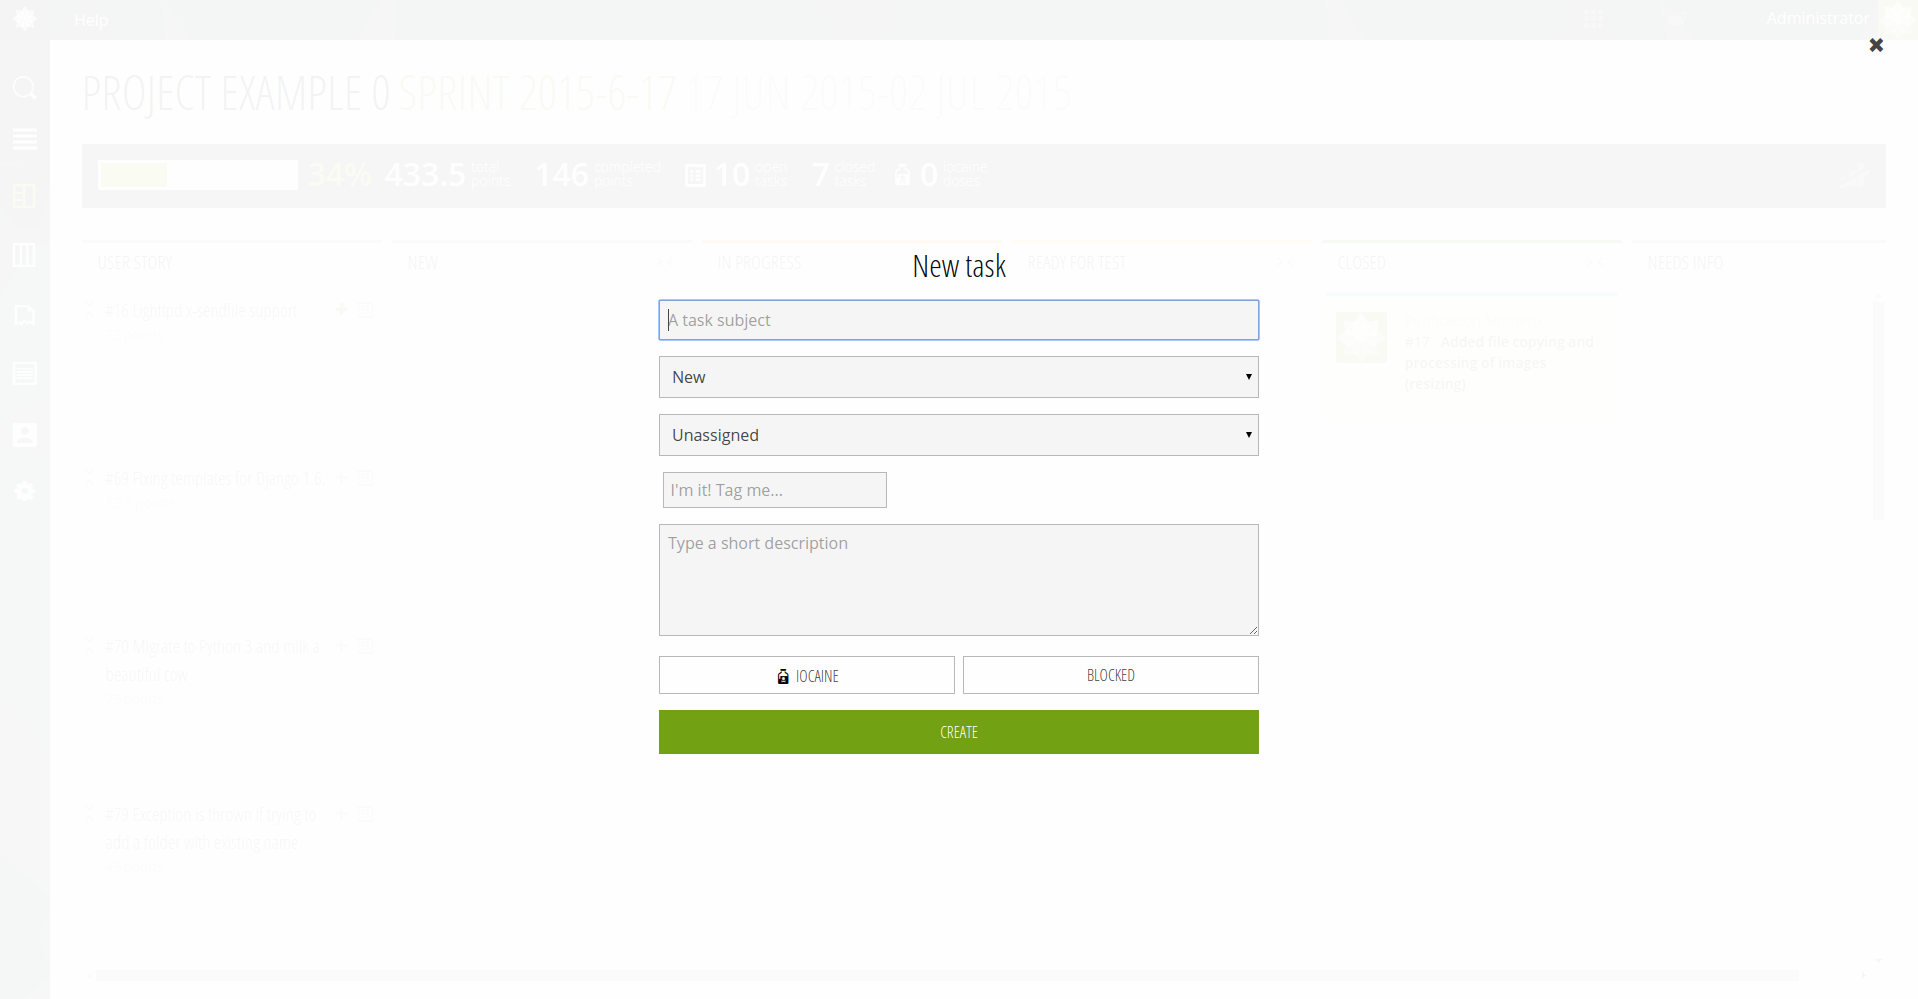 Help
Administrator
PROJECT EXAMPLE 0 SPRINT 2015-6-17 17 JUN 2015-02 JUL 2015
34% 433.5 total points 146 completed points 10 open tasks 7 closed tasks 0 iocaine doses
USER STORY NEW IN PROGRESS READY FOR TEST CLOSED NEEDS INFO
New task
A task subject
New
Unassigned
I'm it! Tag me...
Type a short description
IOCAINE BLOCKED
CREATE
#16 Lighttpd x-sendfile support
#69 Fixing templates for Django 1.6.
#70 Migrate to Python 3 and milk a
beautiful cow
#79 Exception is thrown if trying to
add a folder with existing name
#17 Added file copying and
processing of images
(resizing)